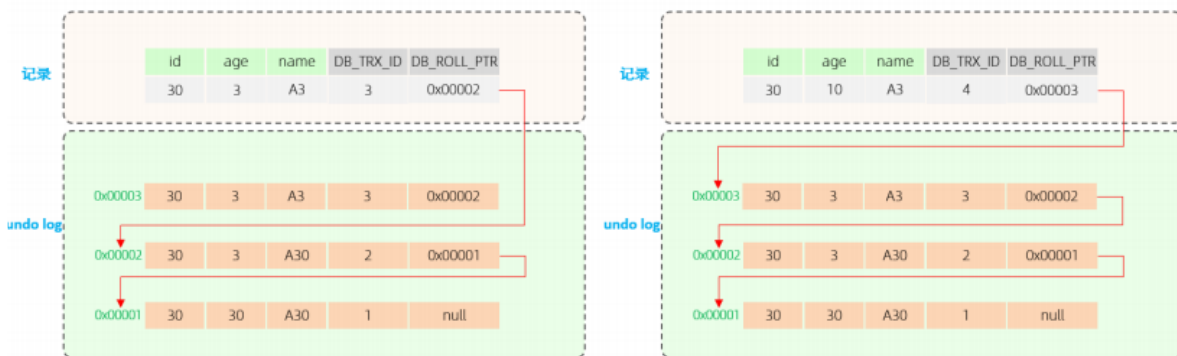 id age name DB_TRX_ID DB_ROLL_PTR
记录
30 3 A3 3 0x00002
0x00003 30 3 A3 3 0x00002
undo log
0x00002 30 3 A30 2 0x00001
0x00001 30 30 A30 1 null
id age name DB_TRX_ID DB_ROLL_PTR
记录
30 10 A3 4 0x00003
0x00003 30 3 A3 3 0x00002
undo log
0x00002 30 3 A30 2 0x00001
0x00001 30 30 A30 1 null